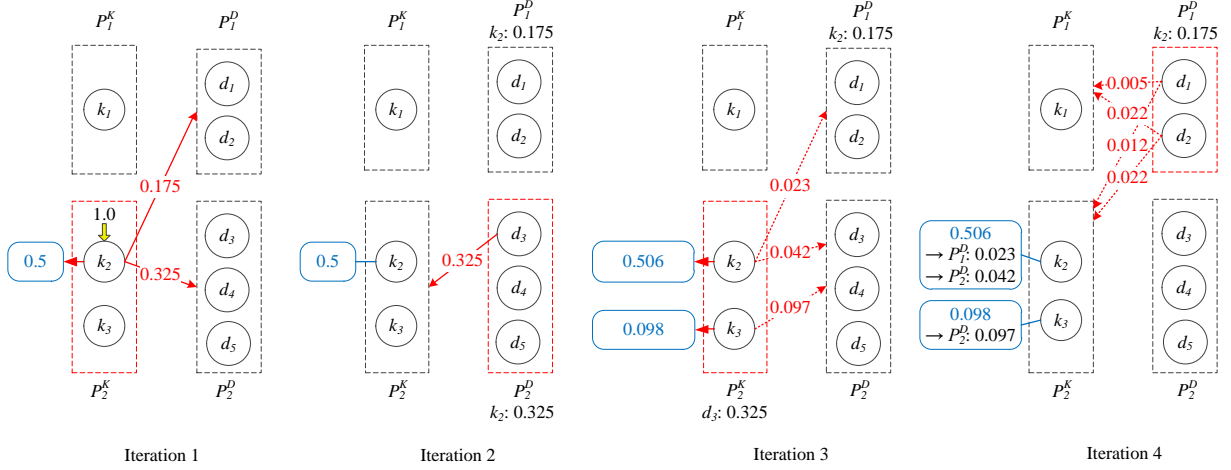 P_1^K
P_1^D
k_1
d_1
d_2
0.175
1.0
0.5
k_2
0.325
k_3
d_3
d_4
d_5
P_2^K
P_2^D
Iteration 1
P_1^K
P_1^D
k_2: 0.175
k_1
d_1
d_2
0.5
k_2
0.325
k_3
d_3
d_4
d_5
P_2^K
P_2^D
k_2: 0.325
Iteration 2
P_1^K
P_1^D
k_2: 0.175
k_1
d_1
d_2
0.023
0.506
k_2
0.042
0.098
k_3
0.097
d_3
d_4
d_5
P_2^K
d_3: 0.325
P_2^D
Iteration 3
P_1^K
P_1^D
k_2: 0.175
k_1
d_1
d_2
0.005
0.022
0.012
0.022
0.506
→ P_1^D: 0.023
→ P_2^D: 0.042
k_2
0.098
→ P_2^D: 0.097
k_3
d_3
d_4
d_5
P_2^K
P_2^D
Iteration 4